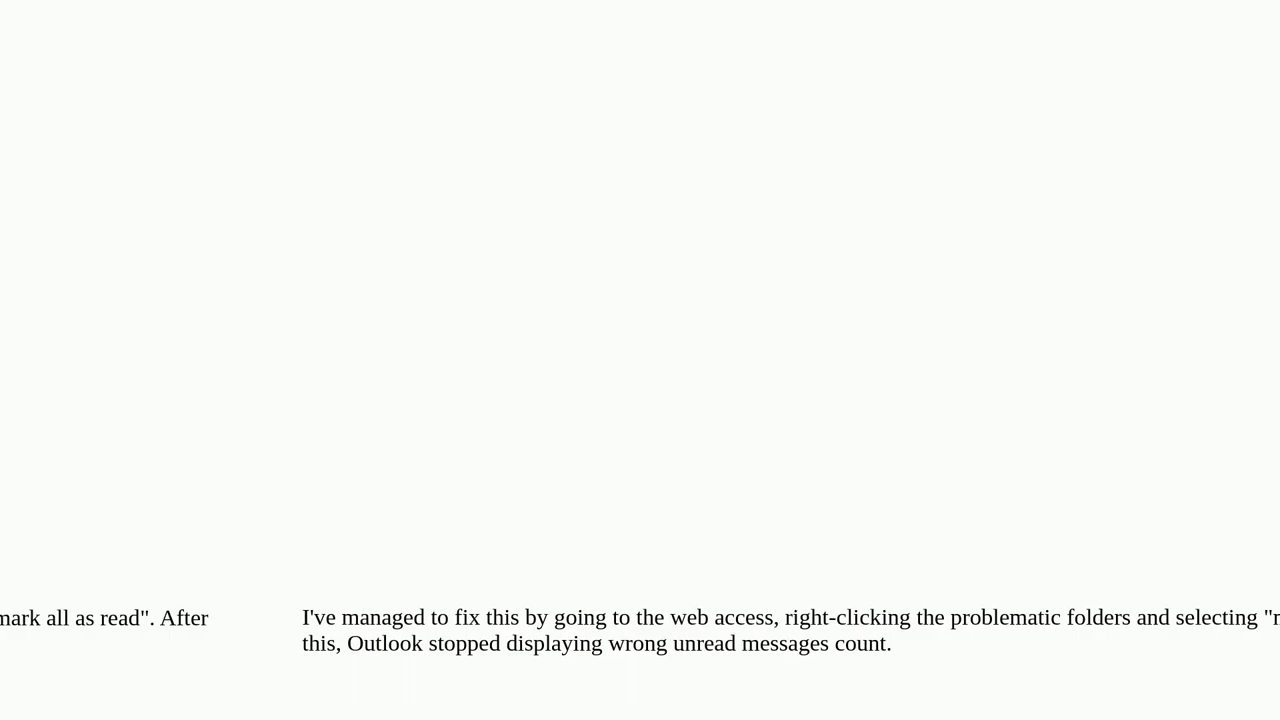 mark all as read". After
I've managed to fix this by going to the web access, right-clicking the problematic folders and selecting "
this, Outlook stopped displaying wrong unread messages count.